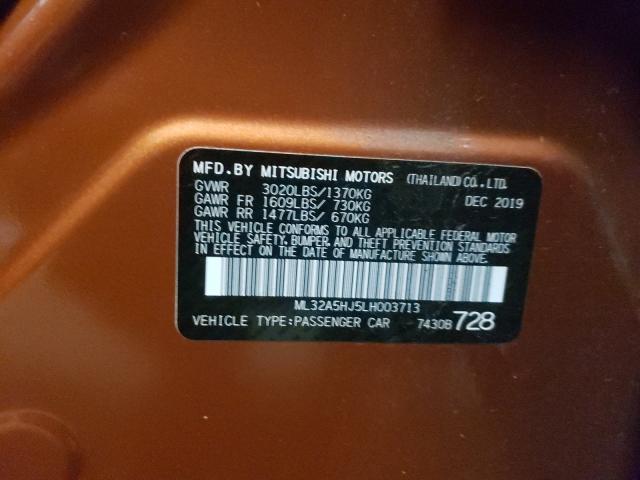 MFD.BY MITSUBISHI MOTORS (THAILAND)CO.,LTD.
GVWR 3020LBS/1370KG DEC 2019
GAWR FR 1609LBS/ 730KG
GAWR RR 1477LBS/ 670KG
THIS VEHICLE CONFORMS TO ALL APPLICABLE FEDERAL MOTOR
VEHICLE SAFETY, BUMPER, AND THEFT PREVENTION STANDARDS
IN EFFECT ON THE DATE OF MANUFACTURE SHOWN ABOVE.
ML32A5HJ5LH003713
VEHICLE TYPE:PASSENGER CAR 7430B 728